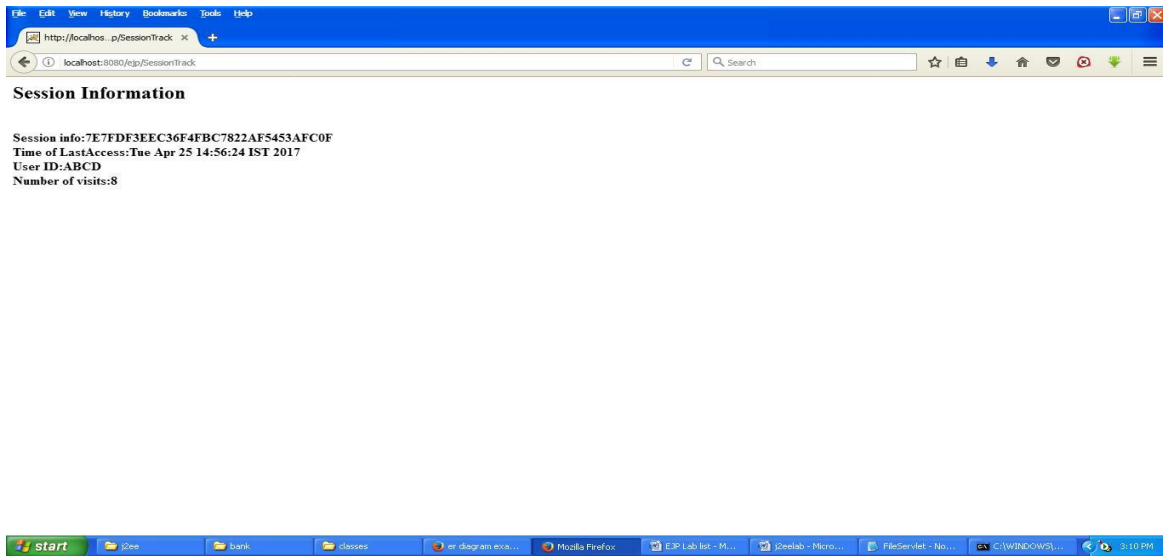 File Edit View History Bookmarks Tools Help
http://localhos...p/SessionTrack
localhost:8080/ejp/SessionTrack
Search
Session Information
Session info:7E7FDF3EEC36F4FBC7822AF5453AFC0F
Time of LastAccess:Tue Apr 25 14:56:24 IST 2017
User ID:ABCD
Number of visits:8
start j2ee bank classes er diagram exa... Mozilla Firefox EJP Lab list - M... j2eelab - Micro... FileServlet - No... C:\WINDOWS\... 3:10 PM